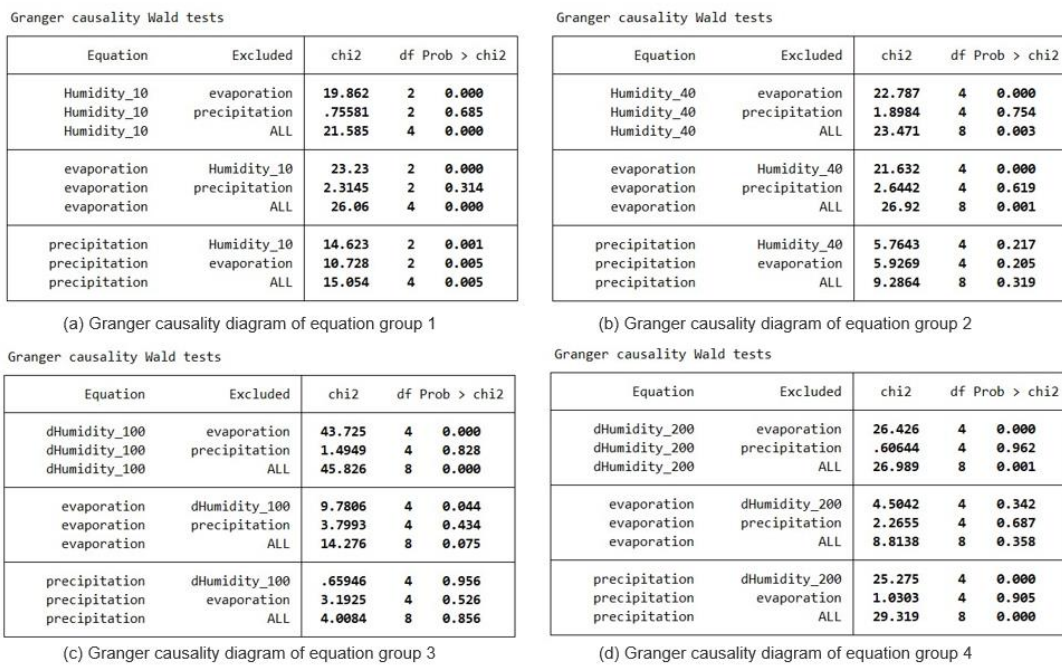 Granger causality Wald tests
Equation Excluded chi2 df Prob > chi2
Humidity_10 evaporation 19.862 2 0.000
Humidity_10 precipitation .75581 2 0.685
Humidity_10 ALL 21.585 4 0.000
evaporation Humidity_10 23.23 2 0.000
evaporation precipitation 2.3145 2 0.314
evaporation ALL 26.06 4 0.000
precipitation Humidity_10 14.623 2 0.001
precipitation evaporation 10.728 2 0.005
precipitation ALL 15.054 4 0.005
(a) Granger causality diagram of equation group 1
Granger causality Wald tests
Equation Excluded chi2 df Prob > chi2
Humidity_40 evaporation 22.787 4 0.000
Humidity_40 precipitation 1.8984 4 0.754
Humidity_40 ALL 23.471 8 0.003
evaporation Humidity_40 21.632 4 0.000
evaporation precipitation 2.6442 4 0.619
evaporation ALL 26.92 8 0.001
precipitation Humidity_40 5.7643 4 0.217
precipitation evaporation 5.9269 4 0.205
precipitation ALL 9.2864 8 0.319
(b) Granger causality diagram of equation group 2
Granger causality Wald tests
Equation Excluded chi2 df Prob > chi2
dHumidity_100 evaporation 43.725 4 0.000
dHumidity_100 precipitation 1.4949 4 0.828
dHumidity_100 ALL 45.826 8 0.000
evaporation dHumidity_100 9.7806 4 0.044
evaporation precipitation 3.7993 4 0.434
evaporation ALL 14.276 8 0.075
precipitation dHumidity_100 .65946 4 0.956
precipitation evaporation 3.1925 4 0.526
precipitation ALL 4.0084 8 0.856
(c) Granger causality diagram of equation group 3
Granger causality Wald tests
Equation Excluded chi2 df Prob > chi2
dHumidity_200 evaporation 26.426 4 0.000
dHumidity_200 precipitation .60644 4 0.962
dHumidity_200 ALL 26.989 8 0.001
evaporation dHumidity_200 4.5042 4 0.342
evaporation precipitation 2.2655 4 0.687
evaporation ALL 8.8138 8 0.358
precipitation dHumidity_200 25.275 4 0.000
precipitation evaporation 1.0303 4 0.905
precipitation ALL 29.319 8 0.000
(d) Granger causality diagram of equation group 4